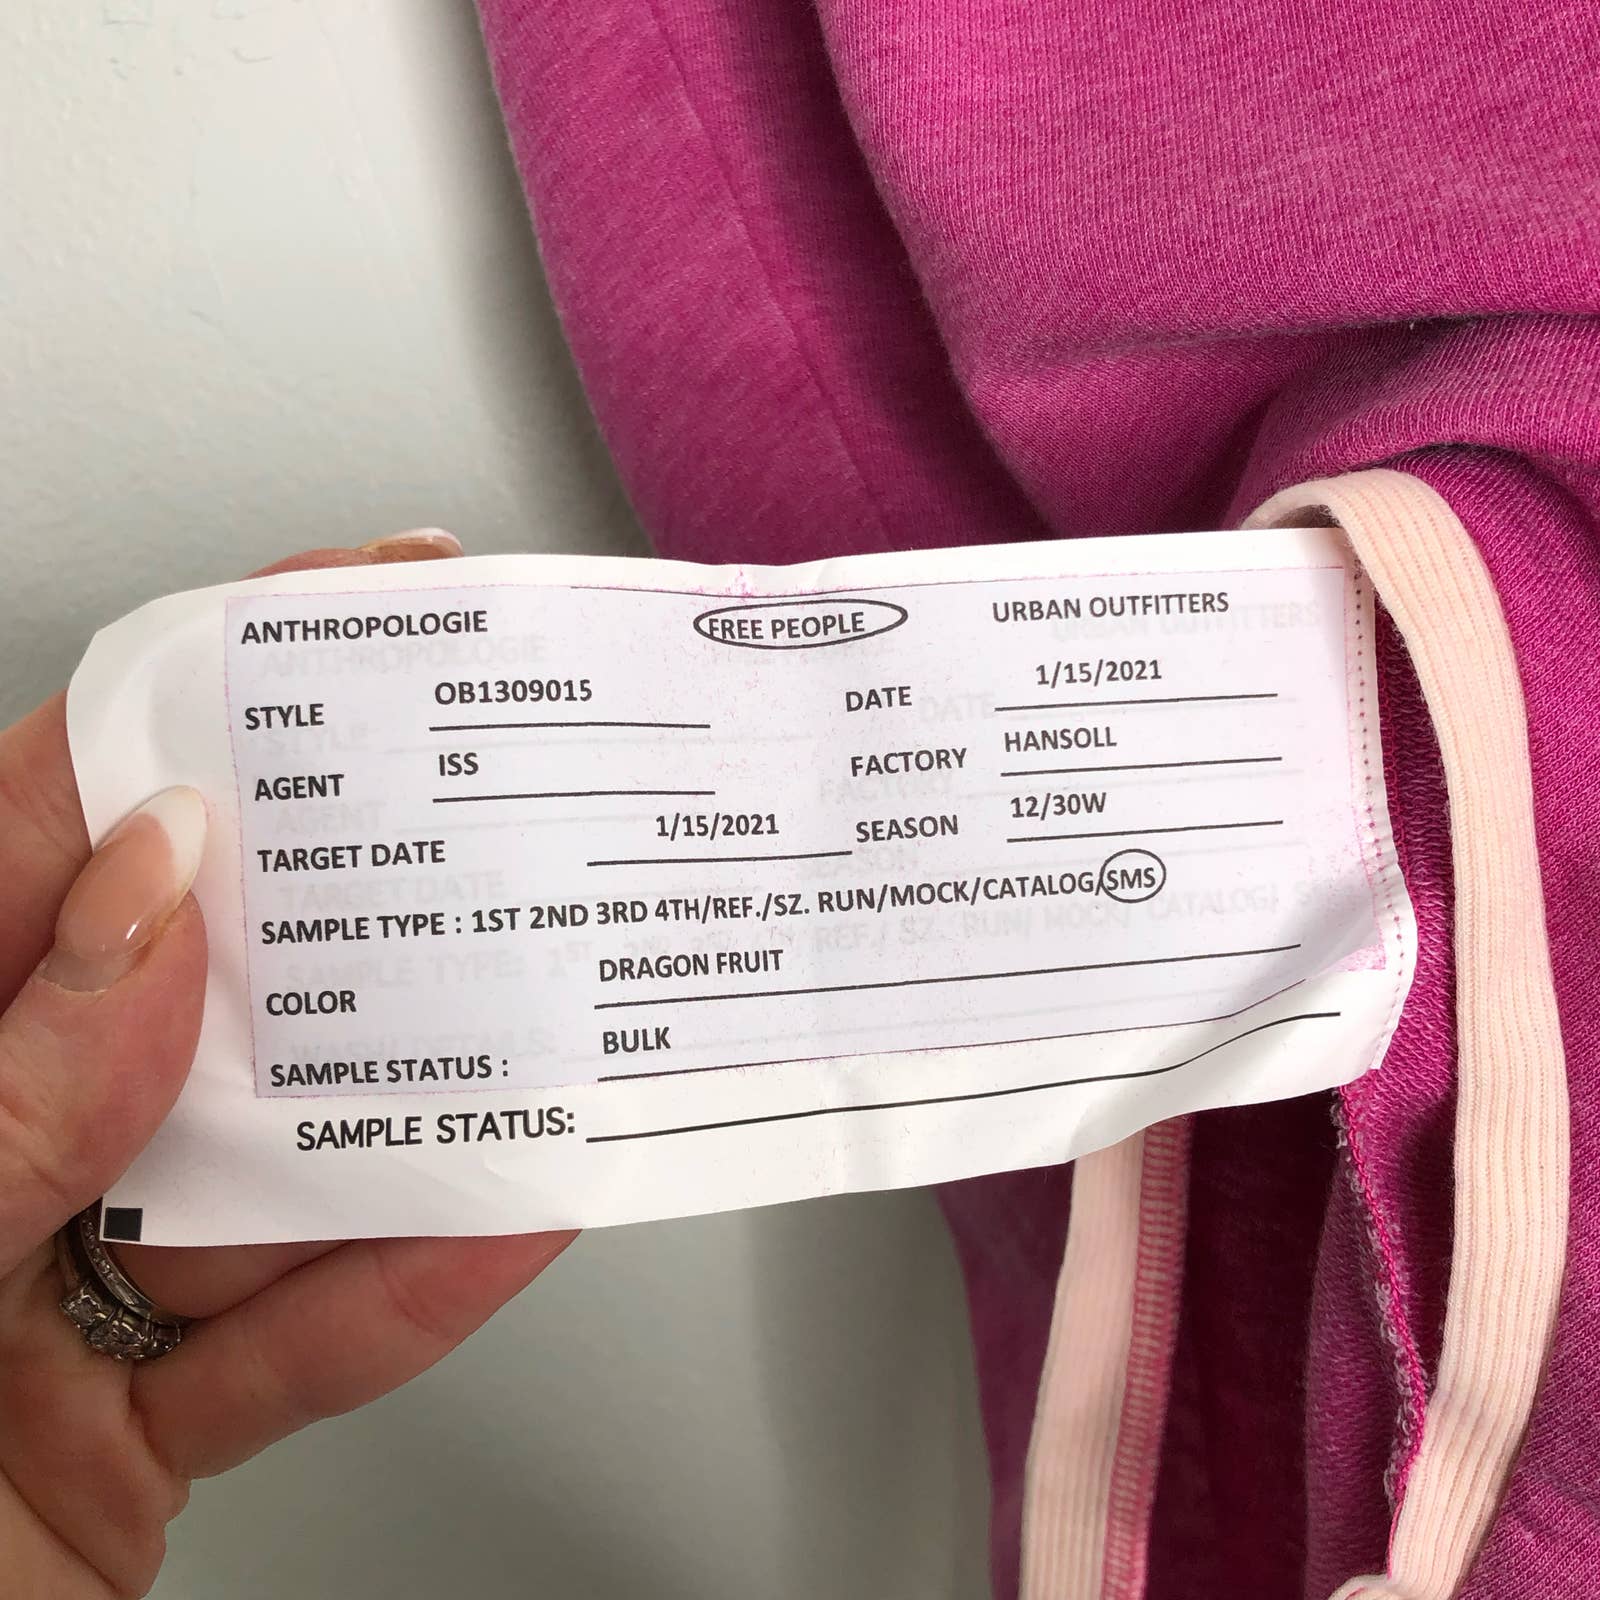 ANTHROPOLOGIE FREE PEOPLE URBAN OUTFITTERS
STYLE OB1309015 DATE 1/15/2021
AGENT ISS FACTORY HANSOLL
TARGET DATE 1/15/2021 SEASON 12/30W
SAMPLE TYPE : 1ST 2ND 3RD 4TH/REF./SZ. RUN/MOCK/CATALOG/SMS
COLOR DRAGON FRUIT
SAMPLE STATUS : BULK
SAMPLE STATUS: